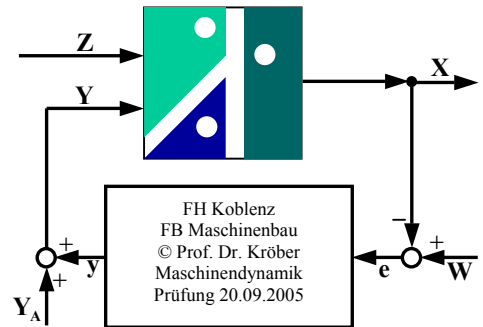 Z
X
Y
FH Koblenz
FB Maschinenbau
© Prof. Dr. Kröber
Maschinendynamik
Prüfung 20.09.2005
−
+
+
y
e
+
W
+
Y_A